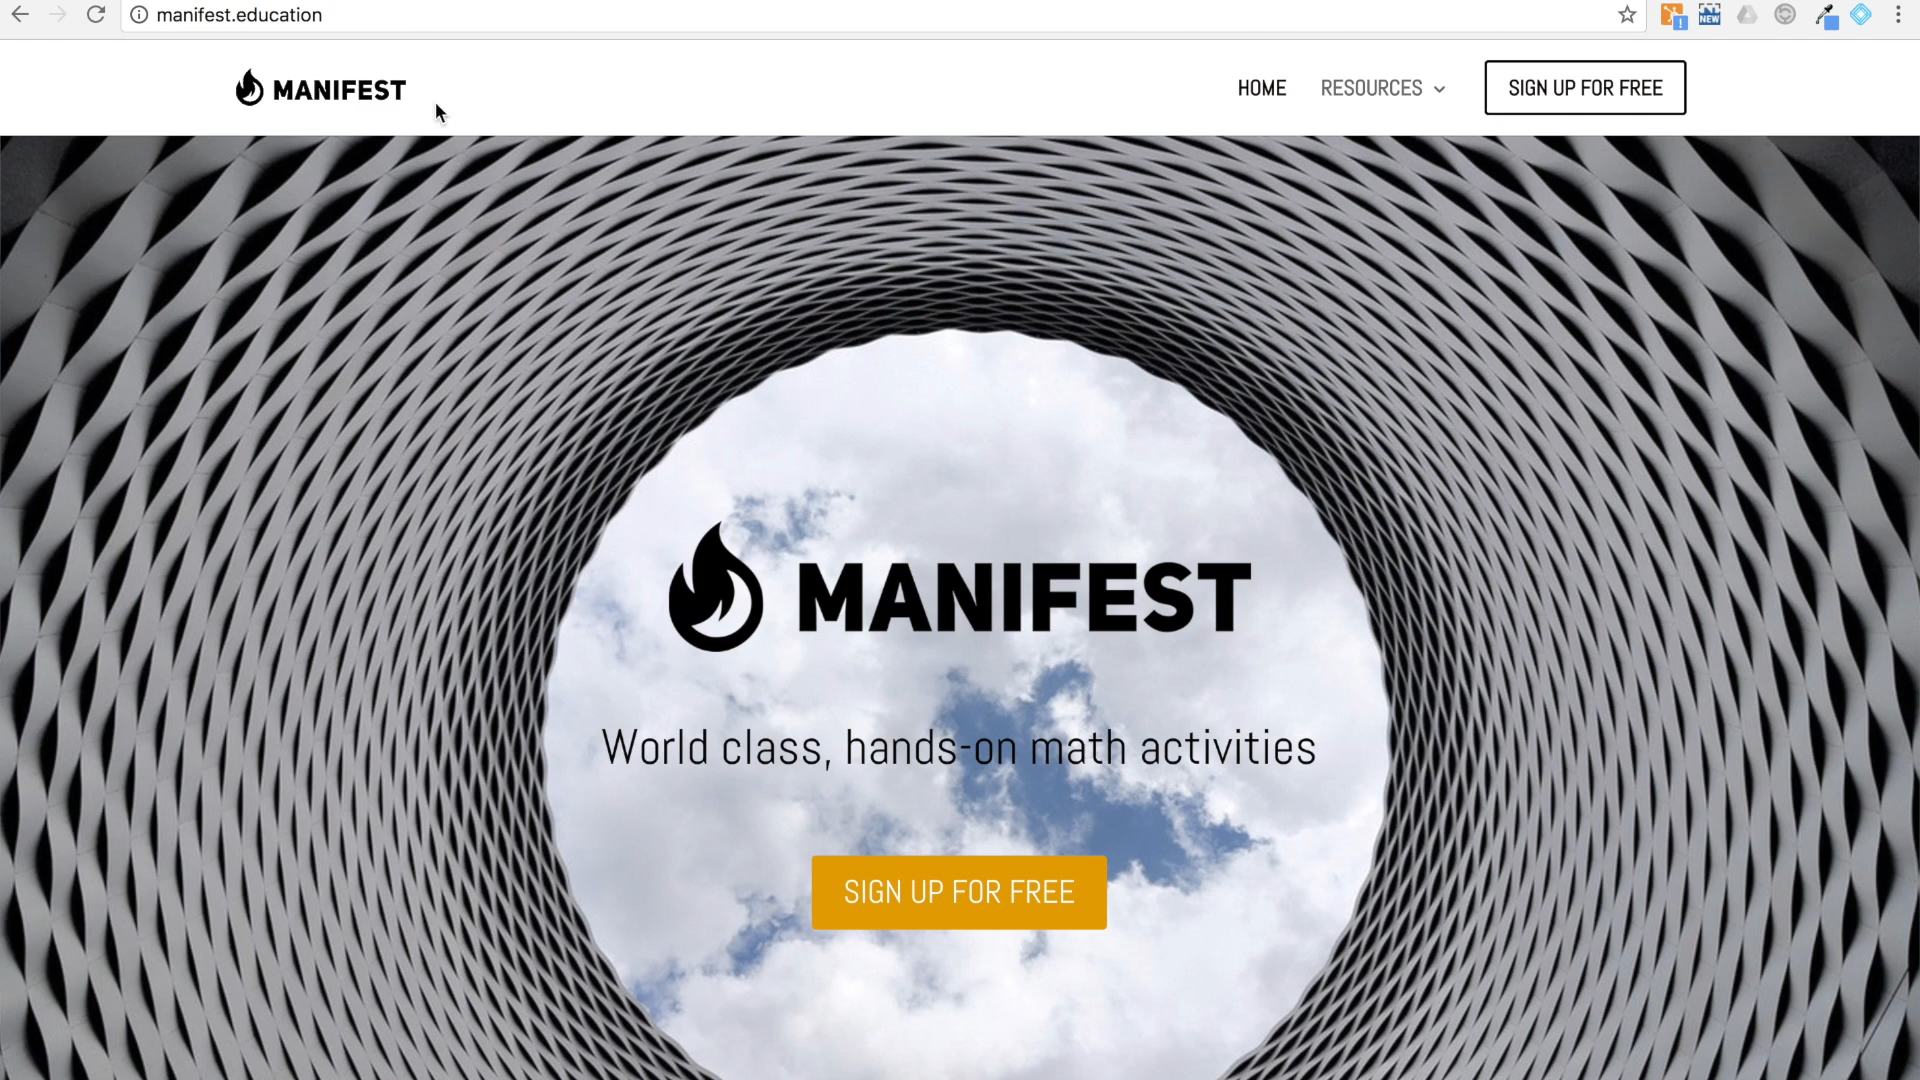 manifest.education
NEW
MANIFEST
HOME
RESOURCES
SIGN UP FOR FREE
MANIFEST
World class, hands-on math activities
SIGN UP FOR FREE